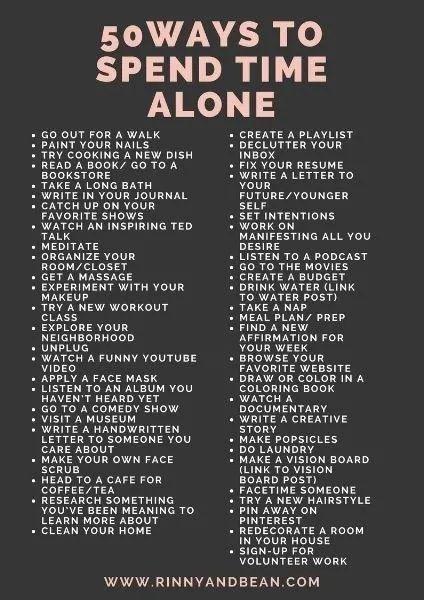 50WAYS TO
SPEND TIME
ALONE
• GO OUT FOR A WALK
• PAINT YOUR NAILS
• TRY COOKING A NEW DISH
• READ A BOOK/ GO TO A
BOOKSTORE
• TAKE A LONG BATH
• WRITE IN YOUR JOURNAL
• CATCH UP ON YOUR
FAVORITE SHOWS
• WATCH AN INSPIRING TED
TALK
• MEDITATE
• ORGANIZE YOUR
ROOM/CLOSET
• GET A MASSAGE
• EXPERIMENT WITH YOUR
MAKEUP
• TRY A NEW WORKOUT
CLASS
• EXPLORE YOUR
NEIGHBORHOOD
• UNPLUG
• WATCH A FUNNY YOUTUBE
VIDEO
• APPLY A FACE MASK
• LISTEN TO AN ALBUM YOU
HAVEN'T HEARD YET
• GO TO A COMEDY SHOW
• VISIT A MUSEUM
• WRITE A HANDWRITTEN
LETTER TO SOMEONE YOU
CARE ABOUT
• MAKE YOUR OWN FACE
SCRUB
• HEAD TO A CAFE FOR
COFFEE/TEA
• RESEARCH SOMETHING
YOU'VE BEEN MEANING TO
LEARN MORE ABOUT
• CLEAN YOUR HOME
• CREATE A PLAYLIST
• DECLUTTER YOUR
INBOX
• FIX YOUR RESUME
• WRITE A LETTER TO
YOUR
FUTURE/YOUNGER
SELF
• SET INTENTIONS
• WORK ON
MANIFESTING ALL YOU
DESIRE
• LISTEN TO A PODCAST
• GO TO THE MOVIES
• CREATE A BUDGET
• DRINK WATER (LINK
TO WATER POST)
• TAKE A NAP
• MEAL PLAN/ PREP
• FIND A NEW
AFFIRMATION FOR
YOUR WEEK
• BROWSE YOUR
FAVORITE WEBSITE
• DRAW OR COLOR IN A
COLORING BOOK
• WATCH A
DOCUMENTARY
• WRITE A CREATIVE
STORY
• MAKE POPSICLES
• DO LAUNDRY
• MAKE A VISION BOARD
(LINK TO VISION
BOARD POST)
• FACETIME SOMEONE
• TRY A NEW HAIRSTYLE
• PIN AWAY ON
PINTEREST
• REDECORATE A ROOM
IN YOUR HOUSE
• SIGN-UP FOR
VOLUNTEER WORK
WWW.RINNYANDBEAN.COM